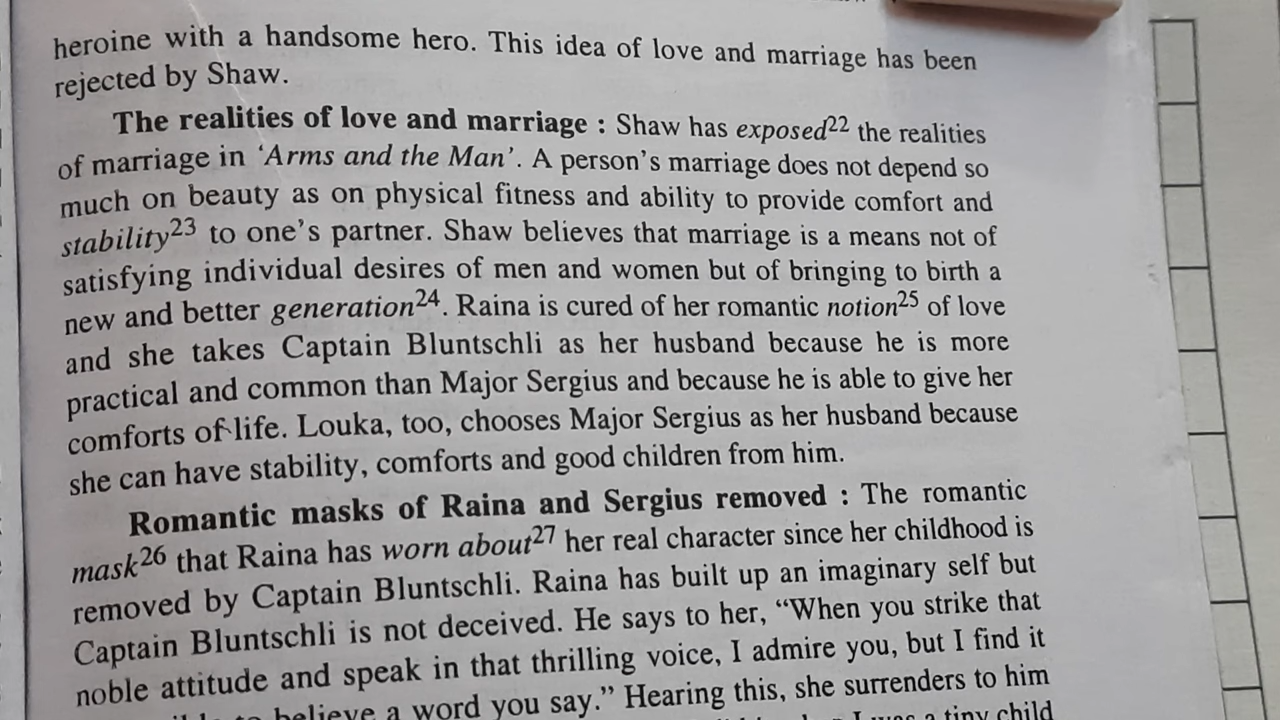 heroine with a handsome hero. This idea of love and marriage has been
rejected by Shaw.
The realities of love and marriage : Shaw has exposed22 the realities
of marriage in ‘Arms and the Man’. A person’s marriage does not depend so
much on beauty as on physical fitness and ability to provide comfort and
stability23 to one’s partner. Shaw believes that marriage is a means not of
satisfying individual desires of men and women but of bringing to birth a
new and better generation24. Raina is cured of her romantic notion25 of love
and she takes Captain Bluntschli as her husband because he is more
practical and common than Major Sergius and because he is able to give her
comforts of life. Louka, too, chooses Major Sergius as her husband because
she can have stability, comforts and good children from him.
Romantic masks of Raina and Sergius removed : The romantic
mask26 that Raina has worn about27 her real character since her childhood is
removed by Captain Bluntschli. Raina has built up an imaginary self but
Captain Bluntschli is not deceived. He says to her, “When you strike that
noble attitude and speak in that thrilling voice, I admire you, but I find it
believe a word you say.” Hearing this, she surrenders to him
I was a tiny child